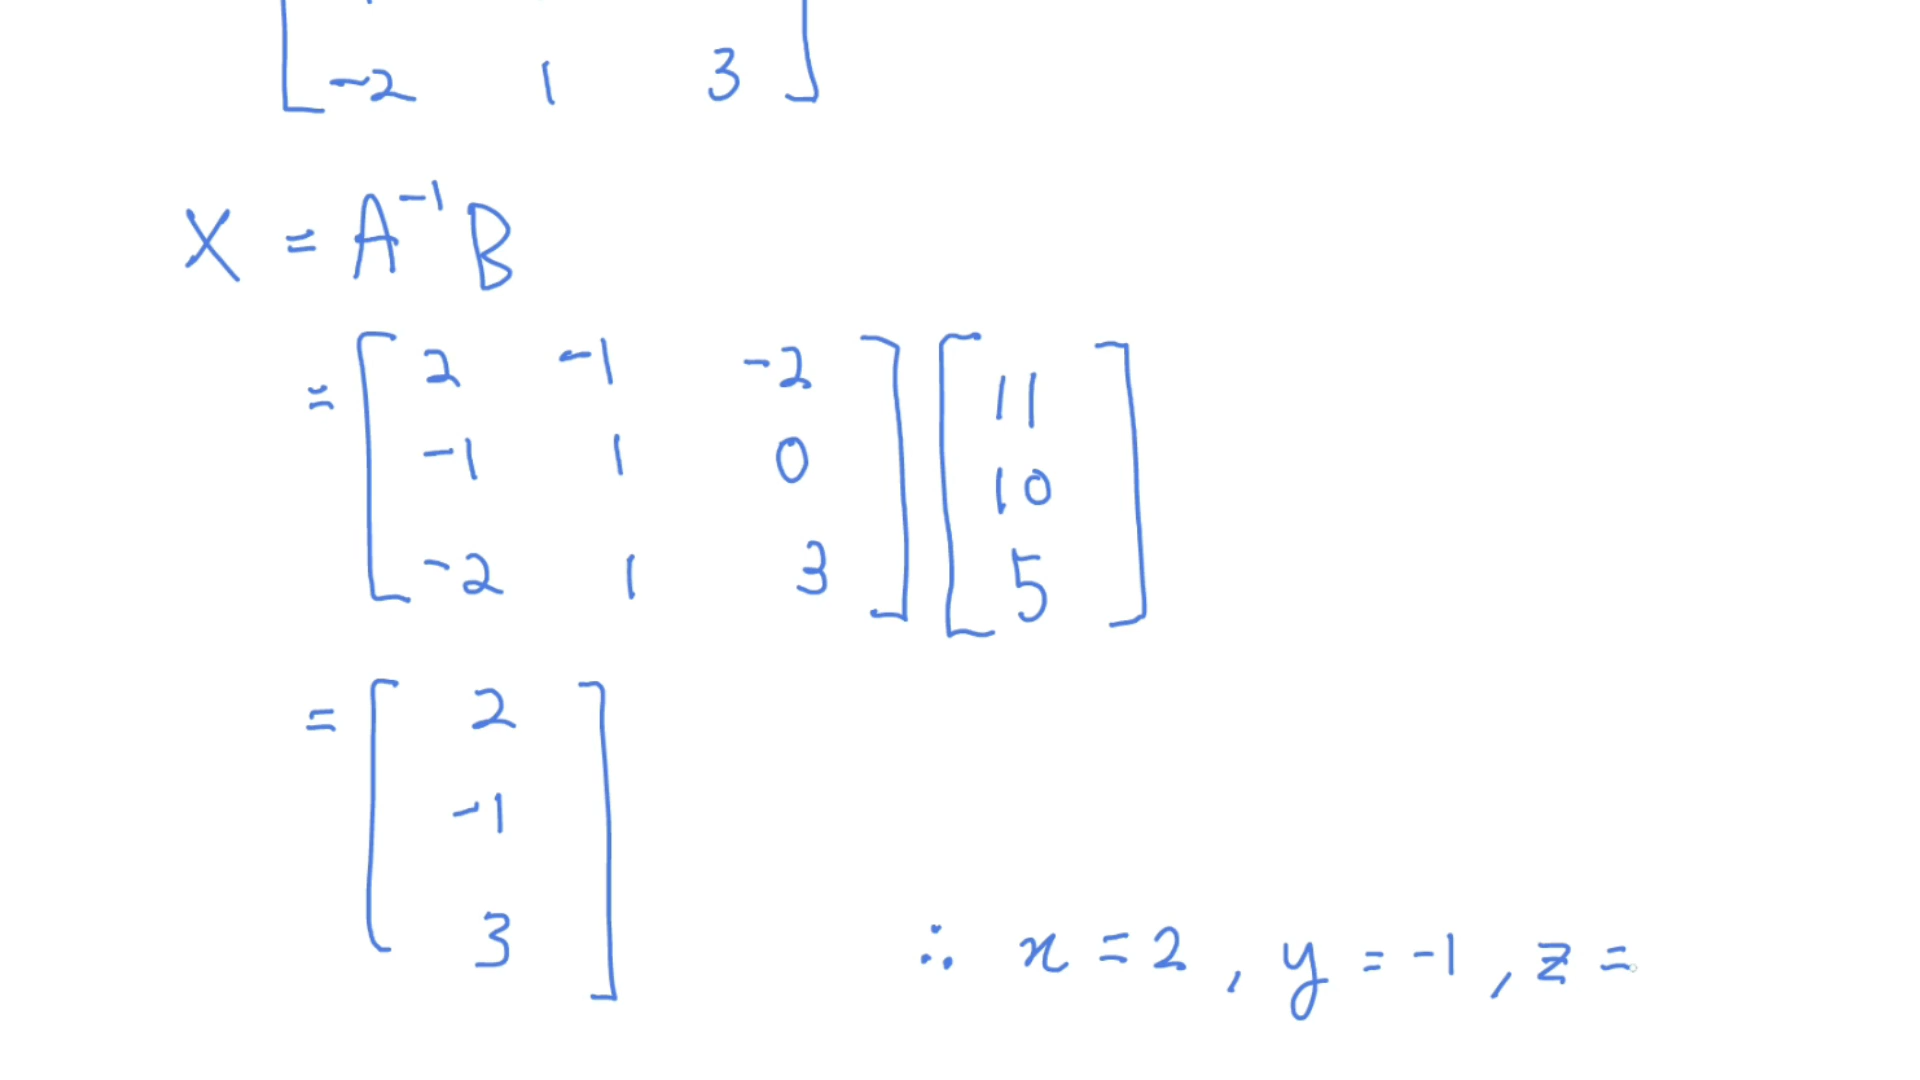 -2 1 3
X = A⁻¹ B
= [ 2 -1 -2 ] [ 11 ]
-1 1 0 10
-2 1 3 5
= [ 2 ]
-1
3
∴ x = 2 , y = -1 , z =